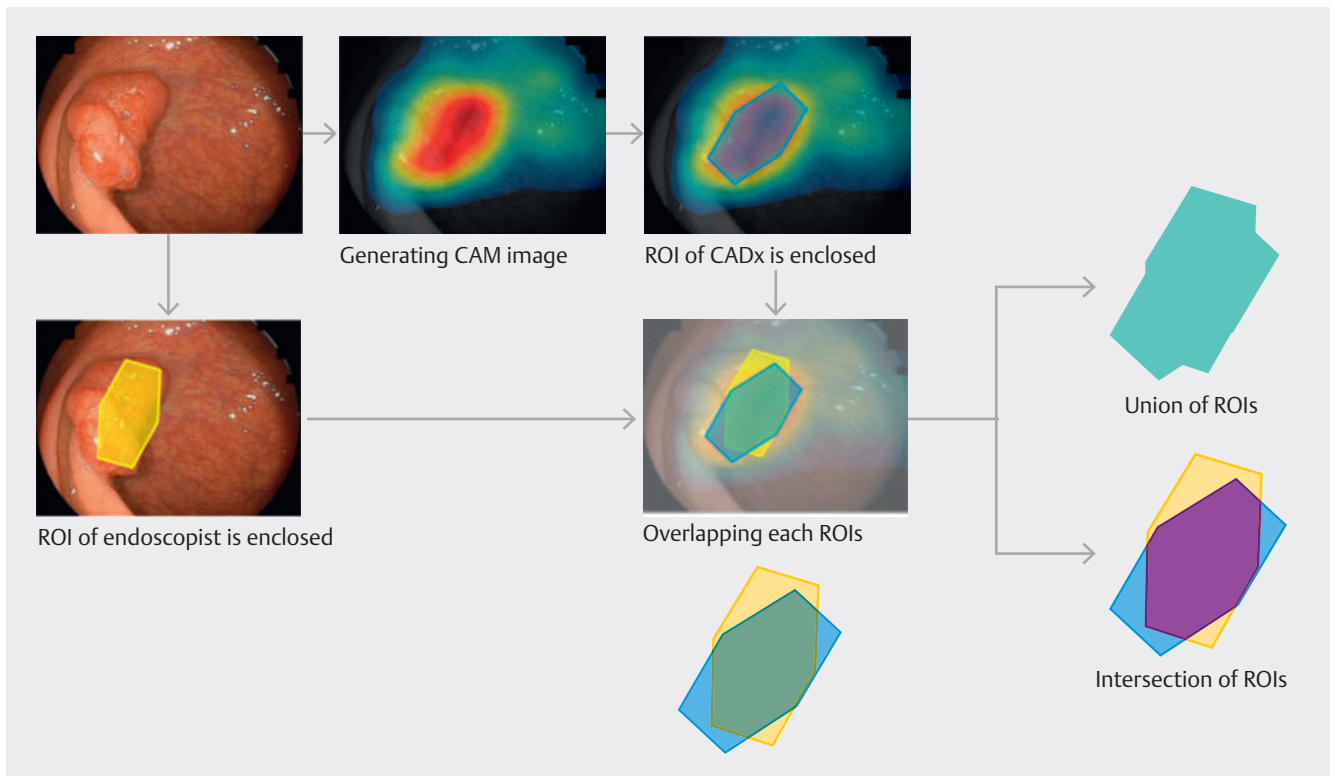 Generating CAM image
ROI of CADx is enclosed
ROI of endoscopist is enclosed
Overlapping each ROIs
Union of ROIs
Intersection of ROIs